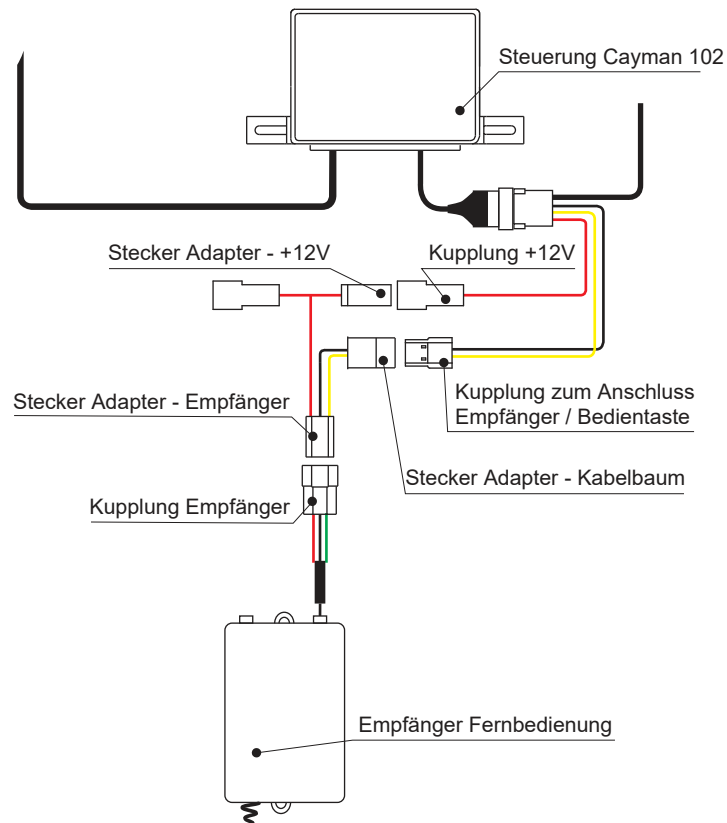 Steuerung Cayman 102
Stecker Adapter - +12V
Kupplung +12V
Stecker Adapter - Empfänger
Kupplung zum Anschluss
Empfänger / Bedientaste
Stecker Adapter - Kabelbaum
Kupplung Empfänger
Empfänger Fernbedienung